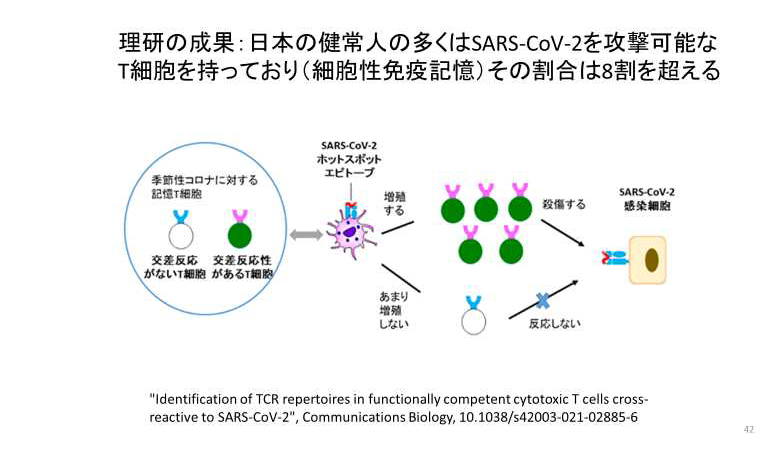 理研の成果：日本の健常人の多くはSARS-CoV-2を攻撃可能な
T細胞を持っており（細胞性免疫記憶）その割合は8割を超える
季節性コロナに対する
記憶T細胞
交差反応
がないT細胞
交差反応性
があるT細胞
SARS-CoV-2
ホットスポット
エピトープ
増殖
する
あまり
増殖
しない
殺傷する
反応しない
SARS-CoV-2
感染細胞
"Identification of TCR repertoires in functionally competent cytotoxic T cells cross-
reactive to SARS-CoV-2", Communications Biology, 10.1038/s42003-021-02885-6
42